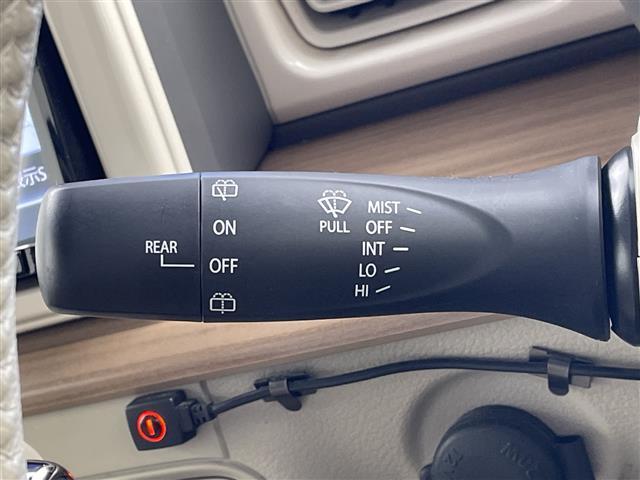 REAR
ON
OFF
PULL
MIST
OFF
INT
LO
HI